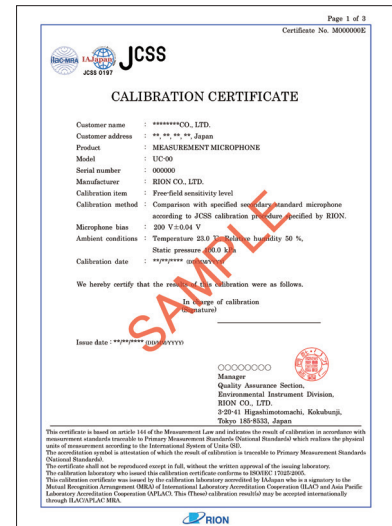 Page 1 of 3
Certificate No. M000000E
ilac-MRA IAJapan JCSS
JCSS 0197
CALIBRATION CERTIFICATE
Customer name : ********CO., LTD.
Customer address : **, **, **, **, Japan
Product : MEASUREMENT MICROPHONE
Model : UC-00
Serial number : 000000
Manufacturer : RION CO., LTD.
Calibration item : Free-field sensitivity level
Calibration method : Comparison with specified secondary standard microphone
according to JCSS calibration procedure specified by RION.
Microphone bias : 200 V±0.04 V
Ambient conditions : Temperature 23.0 ℃, Relative humidity 50 %,
Static pressure 100.0 kPa
Calibration date : **/**/**** (DD/MM/YYYY)
We hereby certify that the results of this calibration were as follows.
In charge of calibration
(Signature)
SAMPLE
Issue date : **/**/**** (DD/MM/YYYY)
○○○○○○○○
Manager
Quality Assurance Section,
Environmental Instrument Division,
RION CO., LTD.
3-20-41 Higashimotomachi, Kokubunji,
Tokyo 185-8533, Japan
This certificate is based on article 144 of the Measurement Law and indicates the result of calibration in accordance with
measurement standards traceable to Primary Measurement Standards (National Standards) which realizes the physical
units of measurement according to the International System of Units (SI).
The accreditation symbol is attestation of which the result of calibration is traceable to Primary Measurement Standards
(National Standards).
The certificate shall not be reproduced except in full, without the written approval of the issuing laboratory.
The calibration laboratory who issued this calibration certificate conforms to ISO/IEC 17025:2005.
This calibration certificate was issued by the calibration laboratory accredited by IAJapan who is a signatory to the
Mutual Recognition Arrangement (MRA) of International Laboratory Accreditation Cooperation (ILAC) and Asia Pacific
Laboratory Accreditation Cooperation (APLAC). This (These) calibration result(s) may be accepted internationally
through ILAC/APLAC MRA.
RION